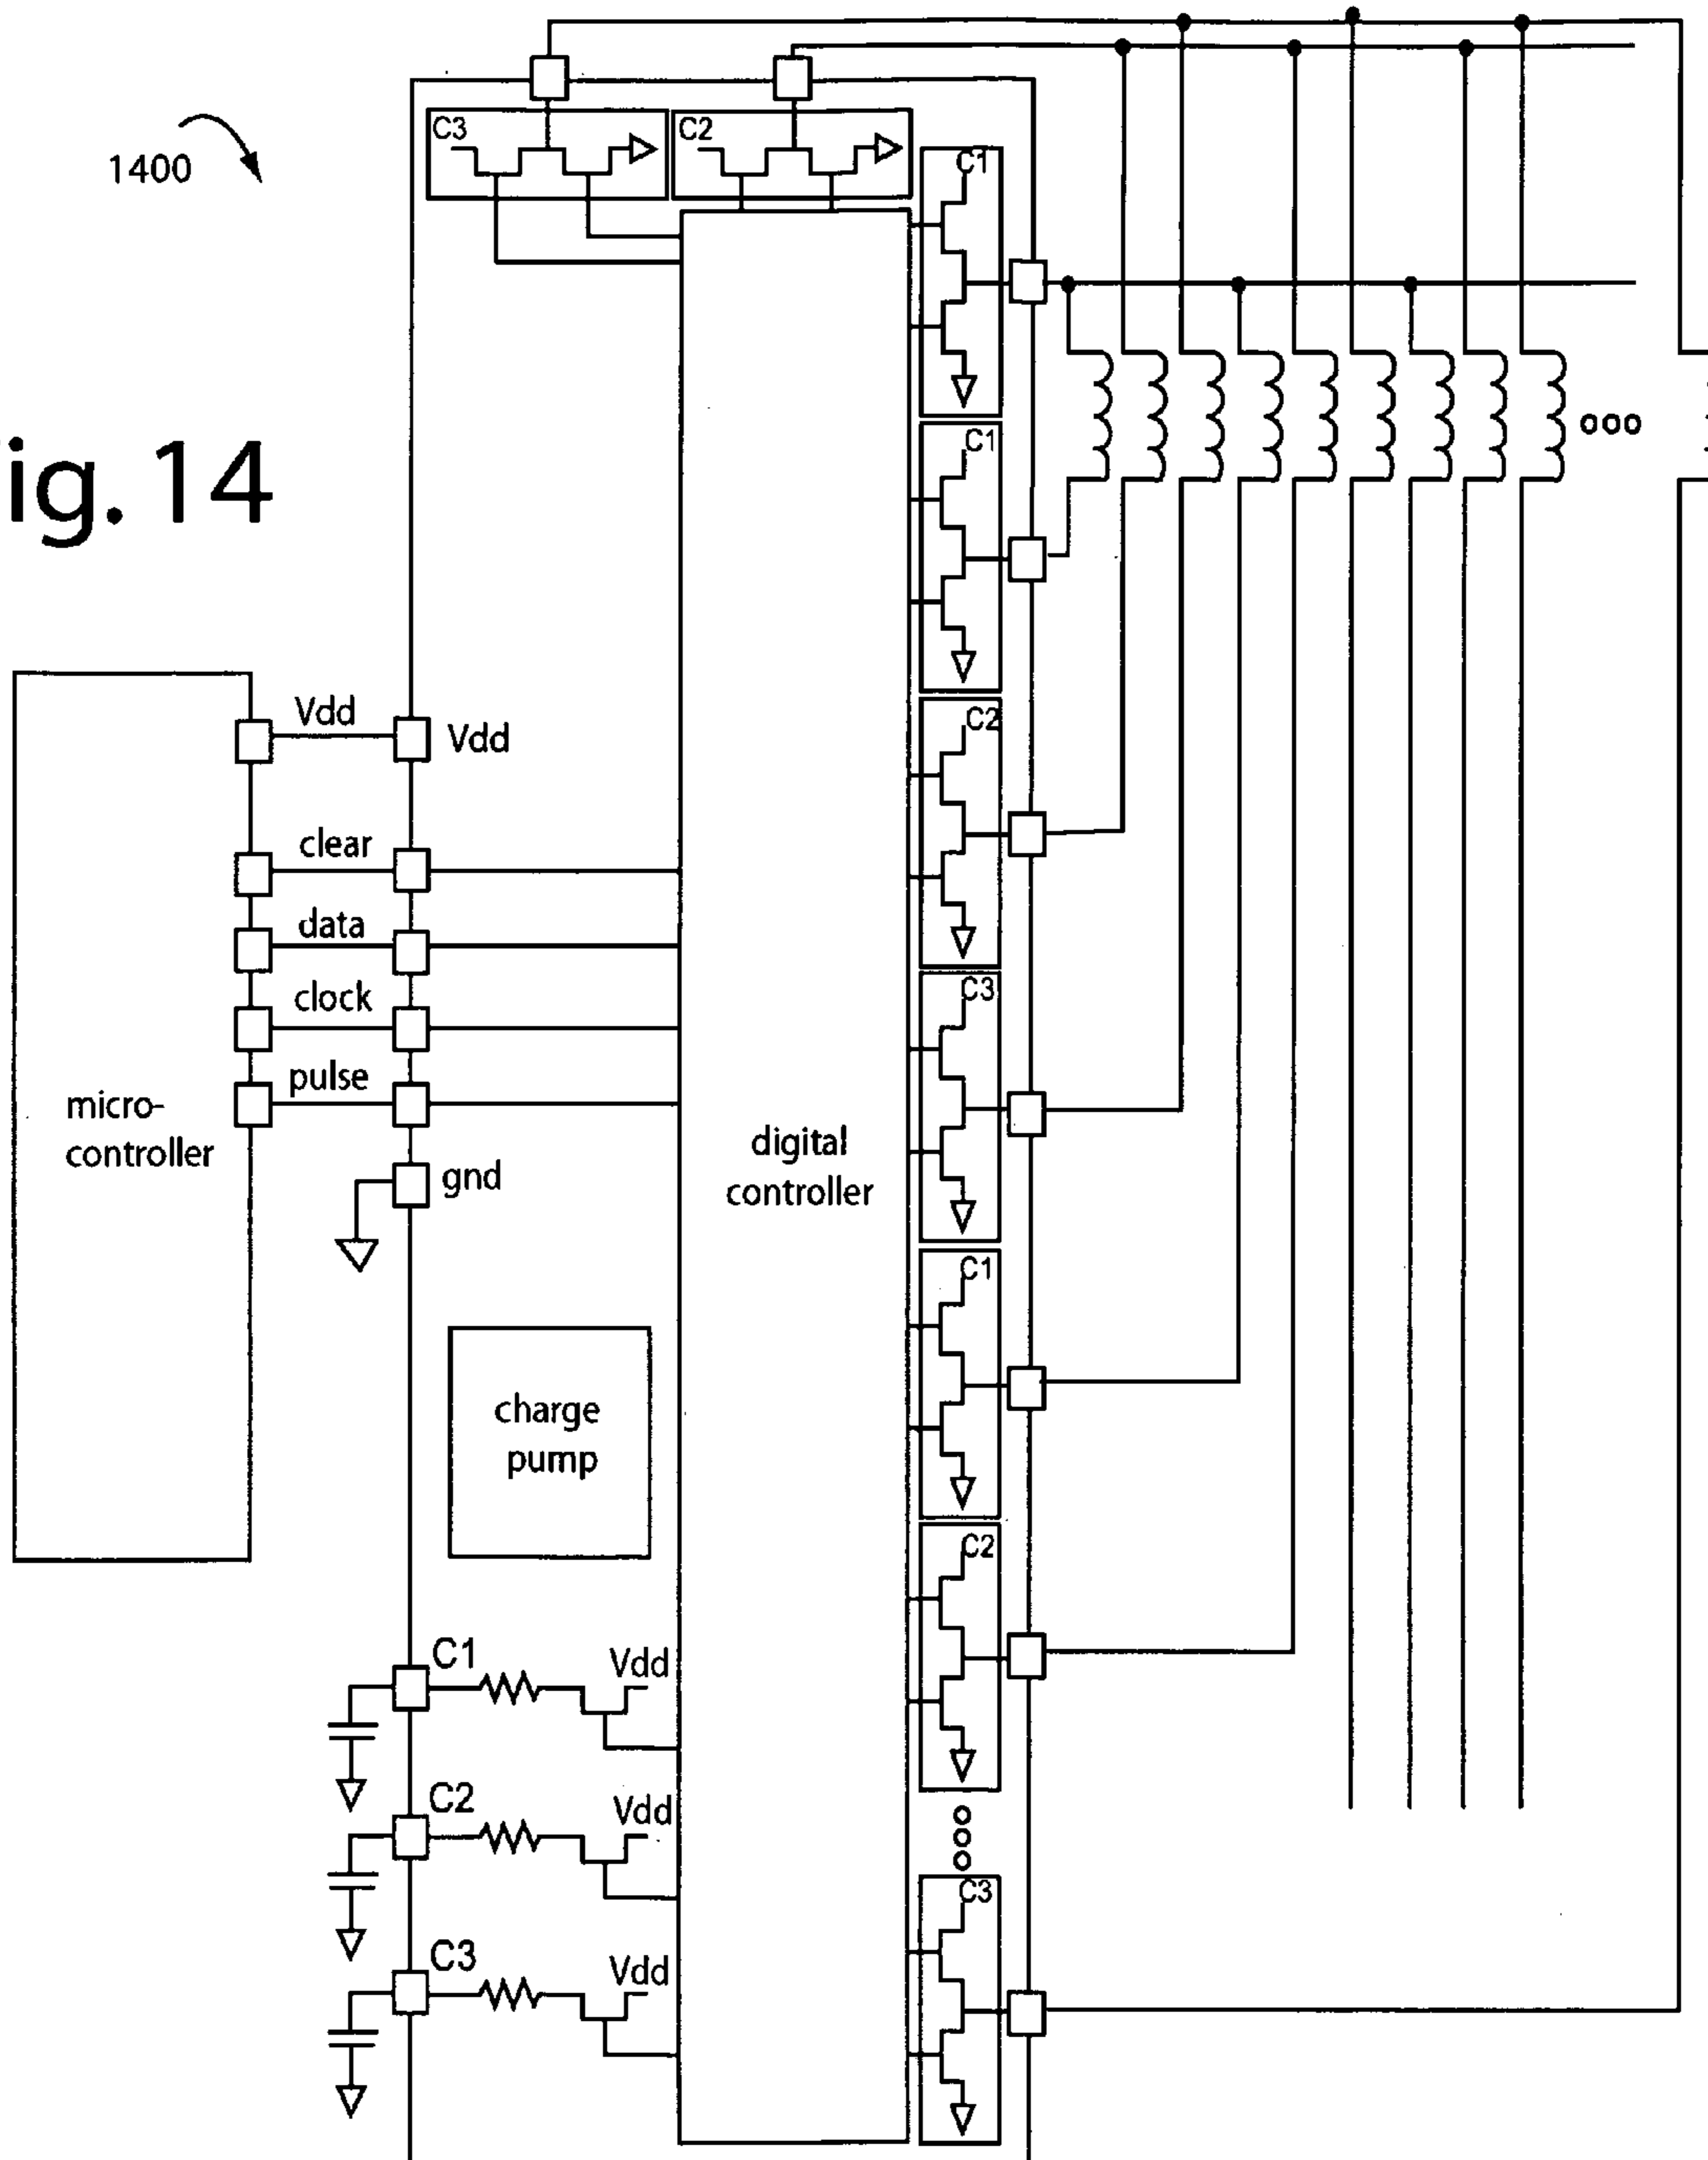 C3
C2
C1
1400
C1
ig. 14
C2
Vdd
Vdd
clear
data
C3
clock
pulse
micro-
controller
digital
controller
gnd
C1
charge
pump
C2
C1
Vdd
C2
Vdd
C3
C3
Vdd